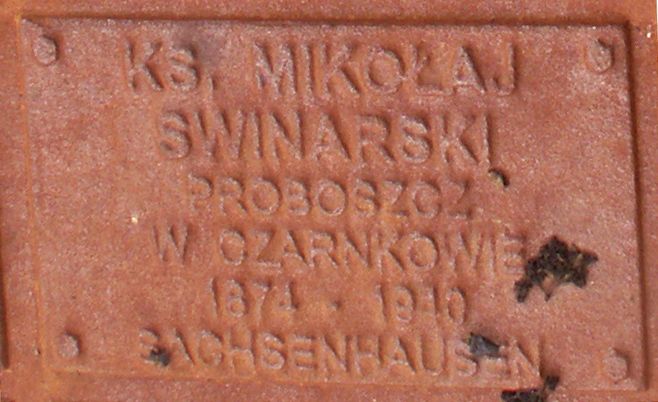 KS. MIKOŁAJ
SWINARSKI
PROBOSZCZ
W CZARNKOWIE
1874 - 1940
SACHSENHAUSEN